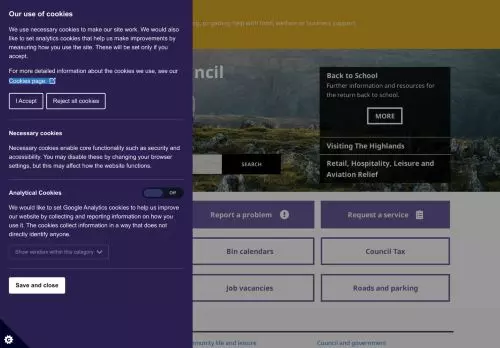 Our use of cookies
We use necessary cookies to make our site work. We would also
like to set analytics cookies that help us make improvements by
measuring how you use the site. These will be set only if you
accept.
For more detailed information about the cookies we use, see our
Cookies page.
I Accept
Reject all cookies
Necessary cookies
Necessary cookies enable core functionality such as security and
accessibility. You may disable these by changing your browser
settings, but this may affect how the website functions.
Analytical Cookies
Off
We would like to set Google Analytics cookies to help us improve
our website by collecting and reporting information on how you
use it. The cookies collect information in a way that does not
directly identify anyone.
Show vendors within this category
Save and close
or getting help with food, welfare or business support.
uncil
SEARCH
Back to School
Further information and resources for
the return back to school.
MORE
Visiting The Highlands
Retail, Hospitality, Leisure and
Aviation Relief
Report a problem
Request a service
Bin calendars
Council Tax
Job vacancies
Roads and parking
munity life and leisure
Council and government